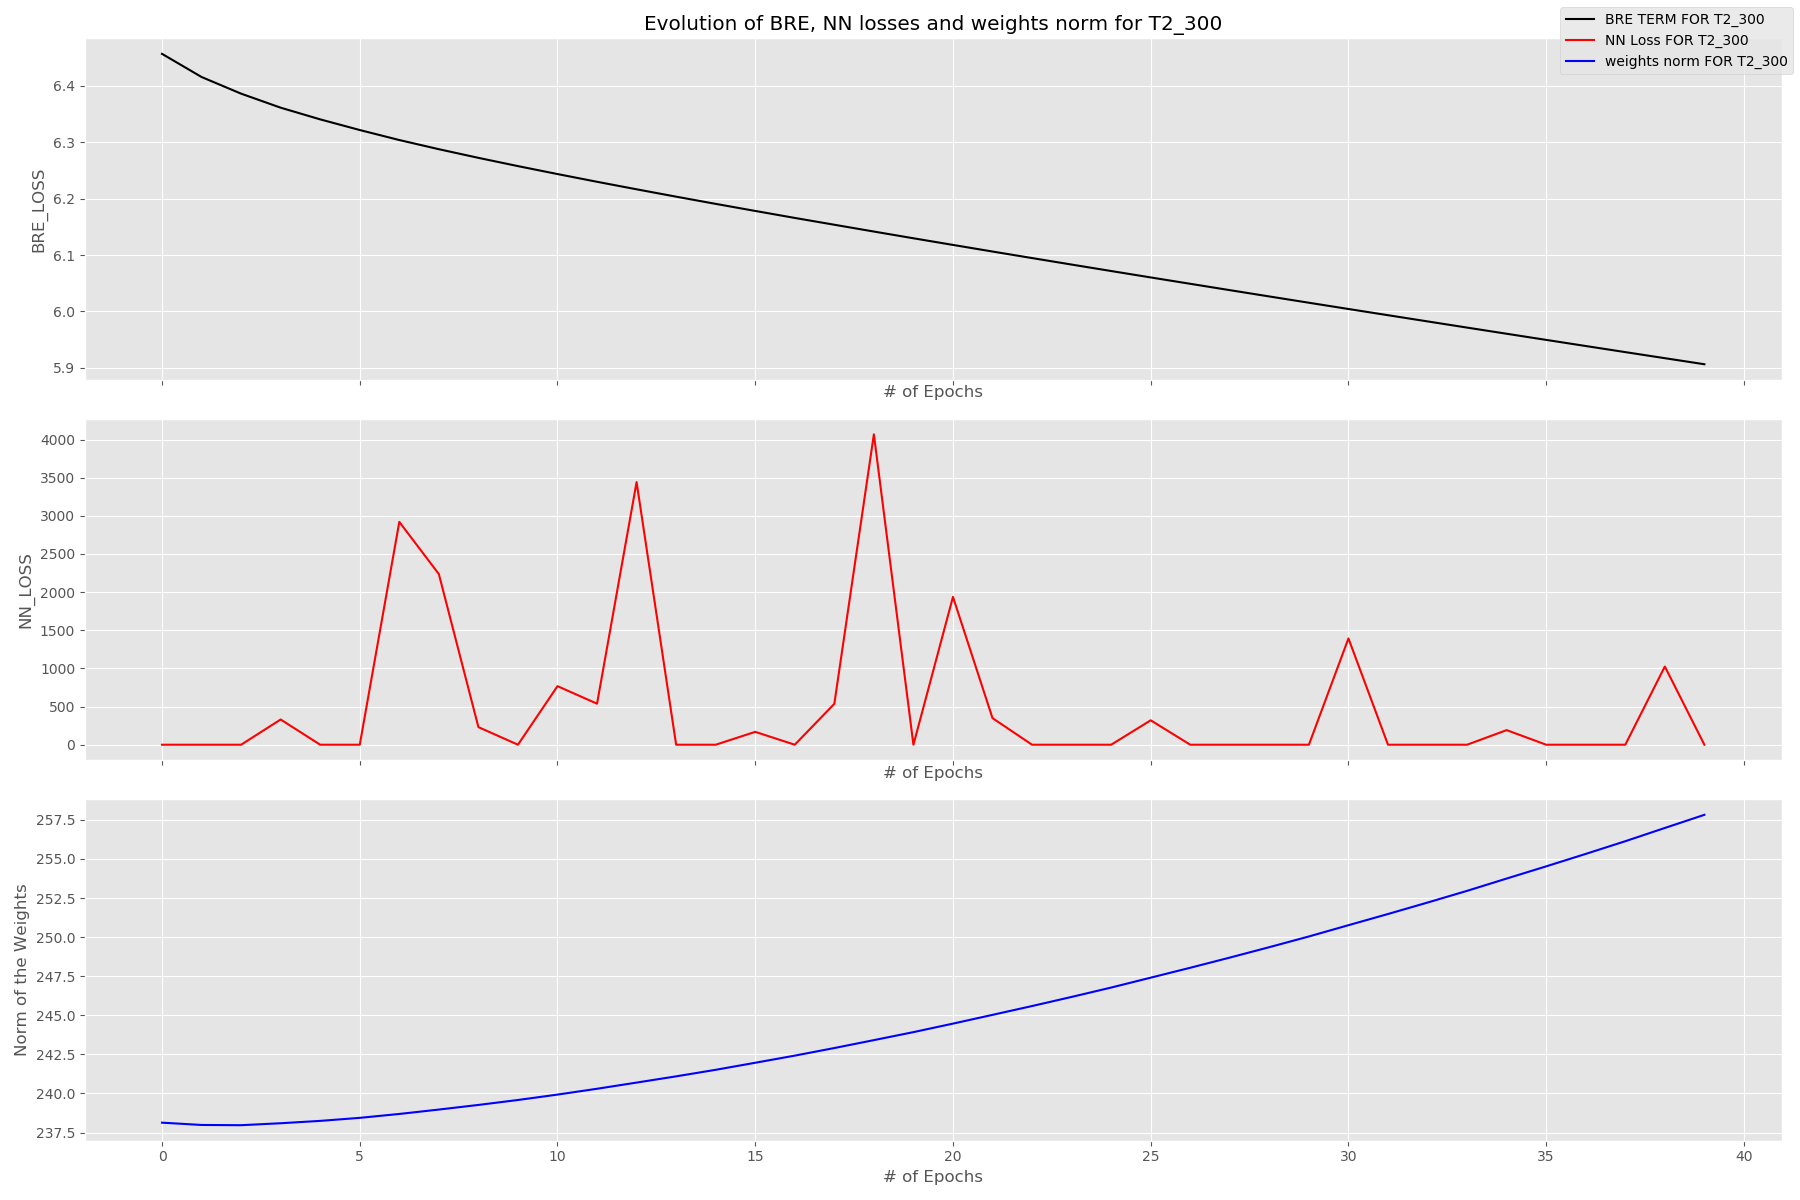 Evolution of BRE, NN losses and weights norm for T2_300
BRE TERM FOR T2_300
NN Loss FOR T2_300
weights norm FOR T2_300
BRE_LOSS
6.4
6.3
6.2
6.1
6.0
5.9
# of Epochs
NN_LOSS
4000
3500
3000
2500
2000
1500
1000
500
0
# of Epochs
Norm of the Weights
257.5
255.0
252.5
250.0
247.5
245.0
242.5
240.0
237.5
0 5 10 15 20 25 30 35 40
# of Epochs